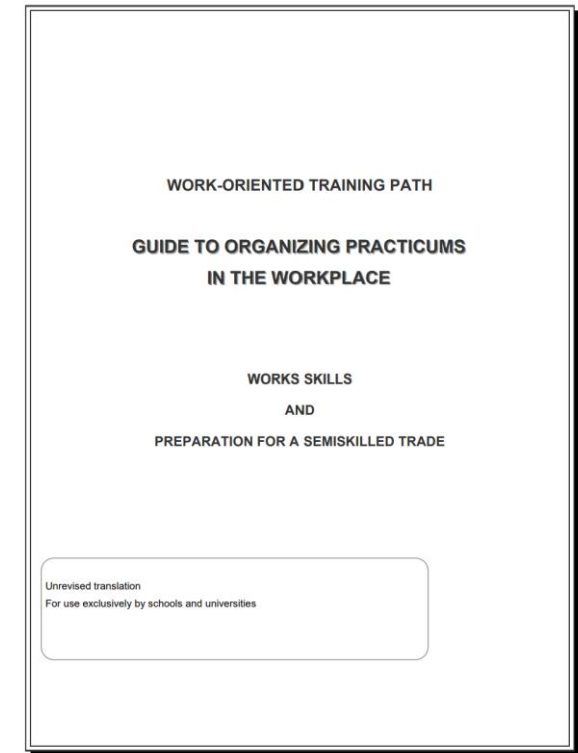 WORK-ORIENTED TRAINING PATH
GUIDE TO ORGANIZING PRACTICUMS
IN THE WORKPLACE
WORKS SKILLS
AND
PREPARATION FOR A SEMISKILLED TRADE
Unrevised translation
For use exclusively by schools and universities